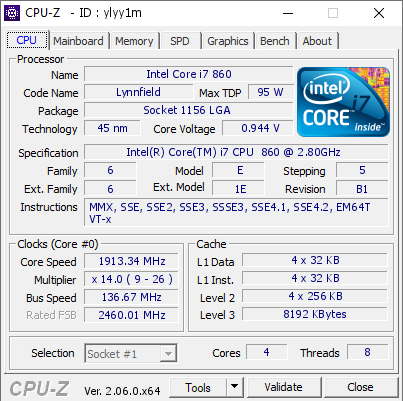 CPU-Z - ID : ylyy1m
CPU Mainboard Memory SPD Graphics Bench About
Processor
Name Intel Core i7 860
Code Name Lynnfield Max TDP 95 W
Package Socket 1156 LGA
Technology 45 nm Core Voltage 0.944 V
intel
CORE i7
inside™
Specification Intel(R) Core(TM) i7 CPU 860 @ 2.80GHz
Family 6 Model E Stepping 5
Ext. Family 6 Ext. Model 1E Revision B1
Instructions MMX, SSE, SSE2, SSE3, SSSE3, SSE4.1, SSE4.2, EM64T
VT-x
Clocks (Core #0)
Core Speed 1913.34 MHz
Multiplier x 14.0 ( 9 - 26 )
Bus Speed 136.67 MHz
Rated FSB 2460.01 MHz
Cache
L1 Data 4 x 32 KB
L1 Inst. 4 x 32 KB
Level 2 4 x 256 KB
Level 3 8192 KBytes
Selection Socket #1 Cores 4 Threads 8
CPU-Z Ver. 2.06.0.x64 Tools Validate Close